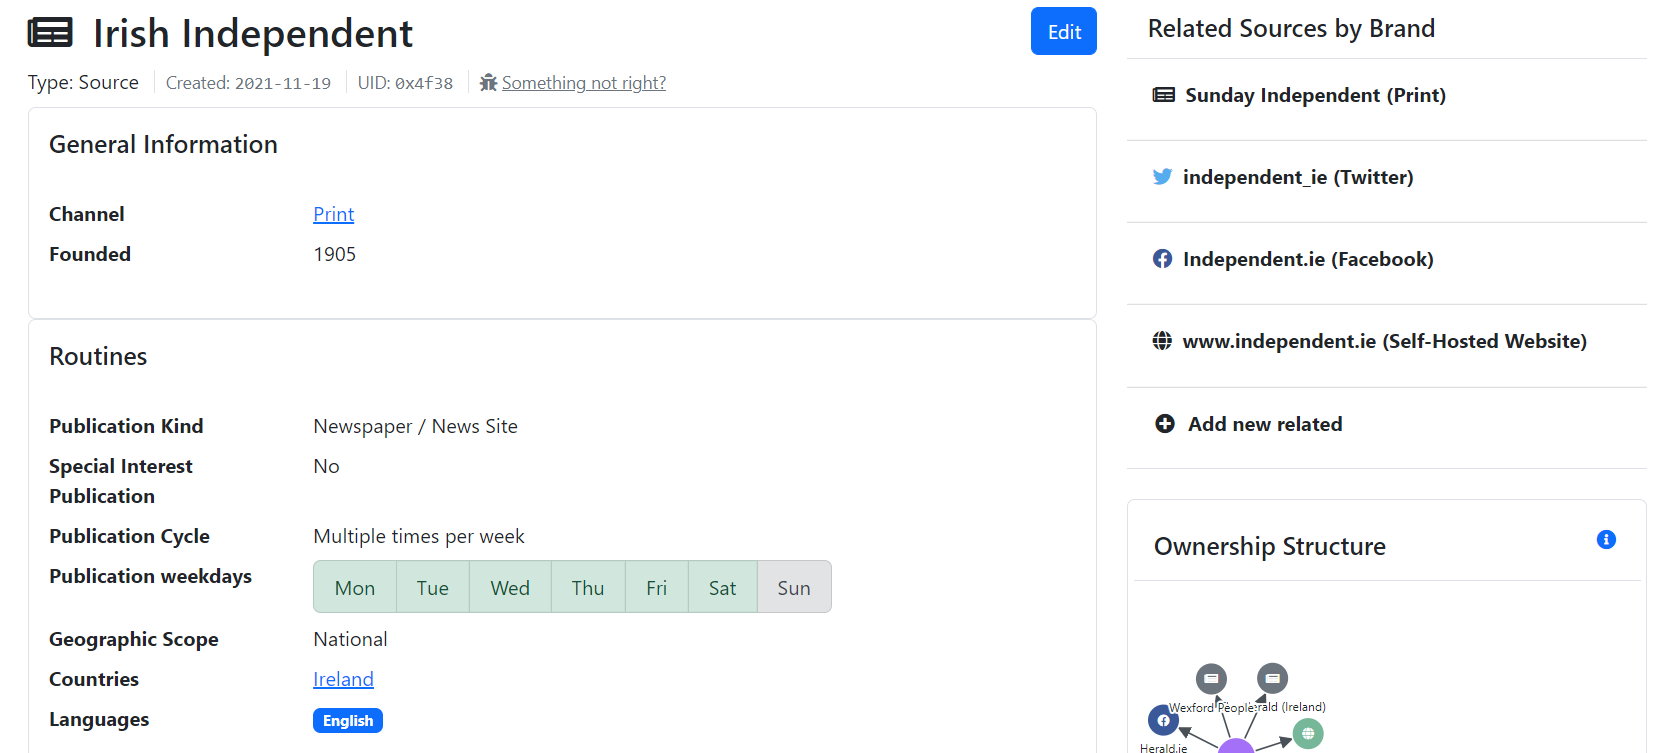 Irish Independent
Edit
Type: Source
Created: 2021-11-19
UID: 0x4f38
Something not right?
General Information
Channel
Print
Founded
1905
Routines
Publication Kind
Newspaper / News Site
Special Interest
Publication
No
Publication Cycle
Multiple times per week
Publication weekdays
Mon Tue Wed Thu Fri Sat Sun
Geographic Scope
National
Countries
Ireland
Languages
English
Related Sources by Brand
Sunday Independent (Print)
independent_ie (Twitter)
Independent.ie (Facebook)
www.independent.ie (Self-Hosted Website)
Add new related
Ownership Structure
Wexford People
(Ireland)
Herald.ie